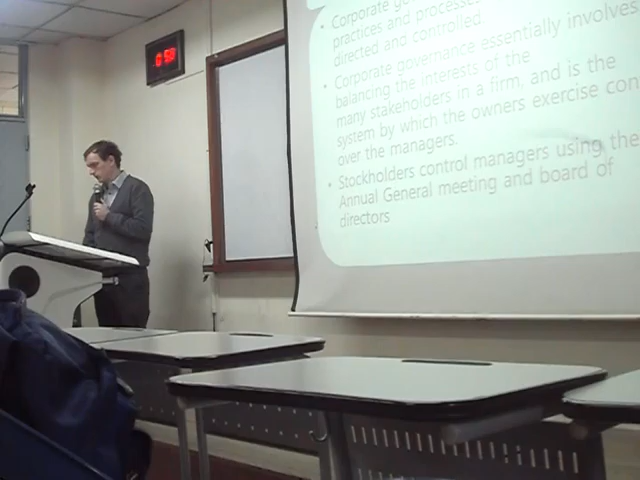 Corporate
practices and processes
directed and controlled
Corporate governance essentially involves
balancing the interests of the
many stakeholders in a firm, and is the
system by which the owners exercise con
over the managers.
Stockholders control managers using the
Annual General meeting and board of
directors